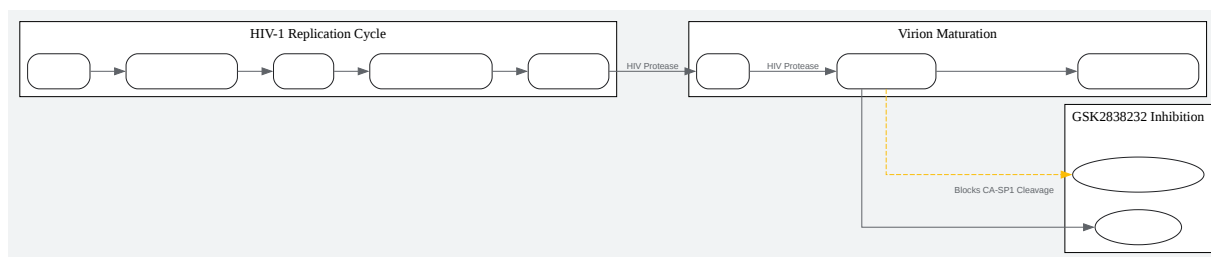 HIV-1 Replication Cycle
Virion Maturation
HIV Protease
HIV Protease
GSK2838232 Inhibition
Blocks CA-SP1 Cleavage